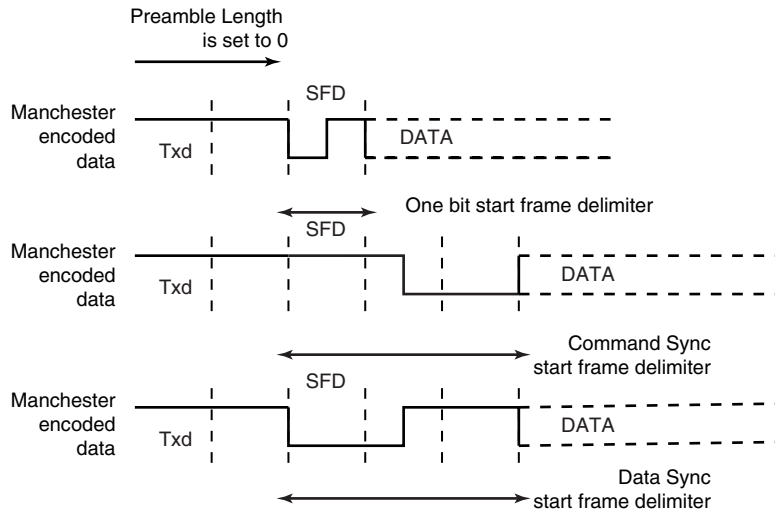 Preamble Length
is set to 0
SFD
Manchester
encoded
data
Txd
DATA
One bit start frame delimiter
SFD
Manchester
encoded
data
Txd
DATA
Command Sync
start frame delimiter
SFD
Manchester
encoded
data
Txd
DATA
Data Sync
start frame delimiter